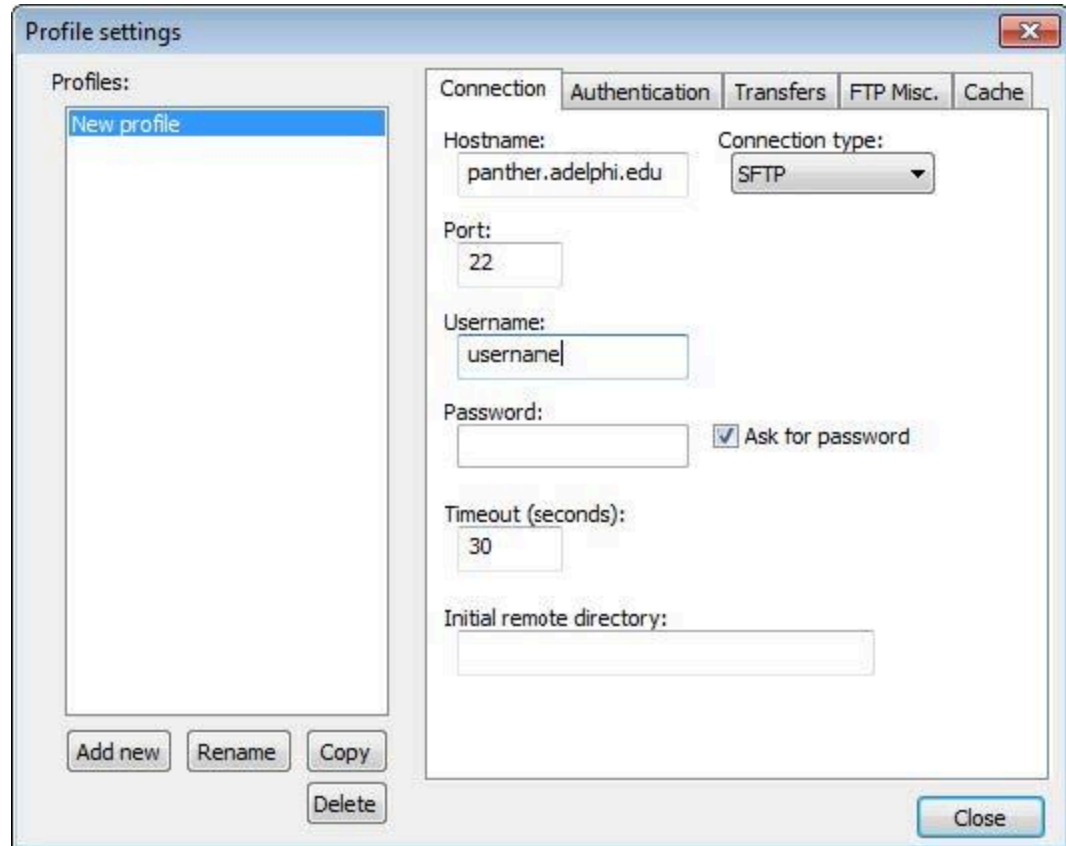 Profile settings
Profiles:
New profile
Add new
Rename
Copy
Delete
Connection
Authentication
Transfers
FTP Misc.
Cache
Hostname:
panther.adelphi.edu
Connection type:
SFTP
Port:
22
Username:
username
Password:
Ask for password
Timeout (seconds):
30
Initial remote directory:
Close